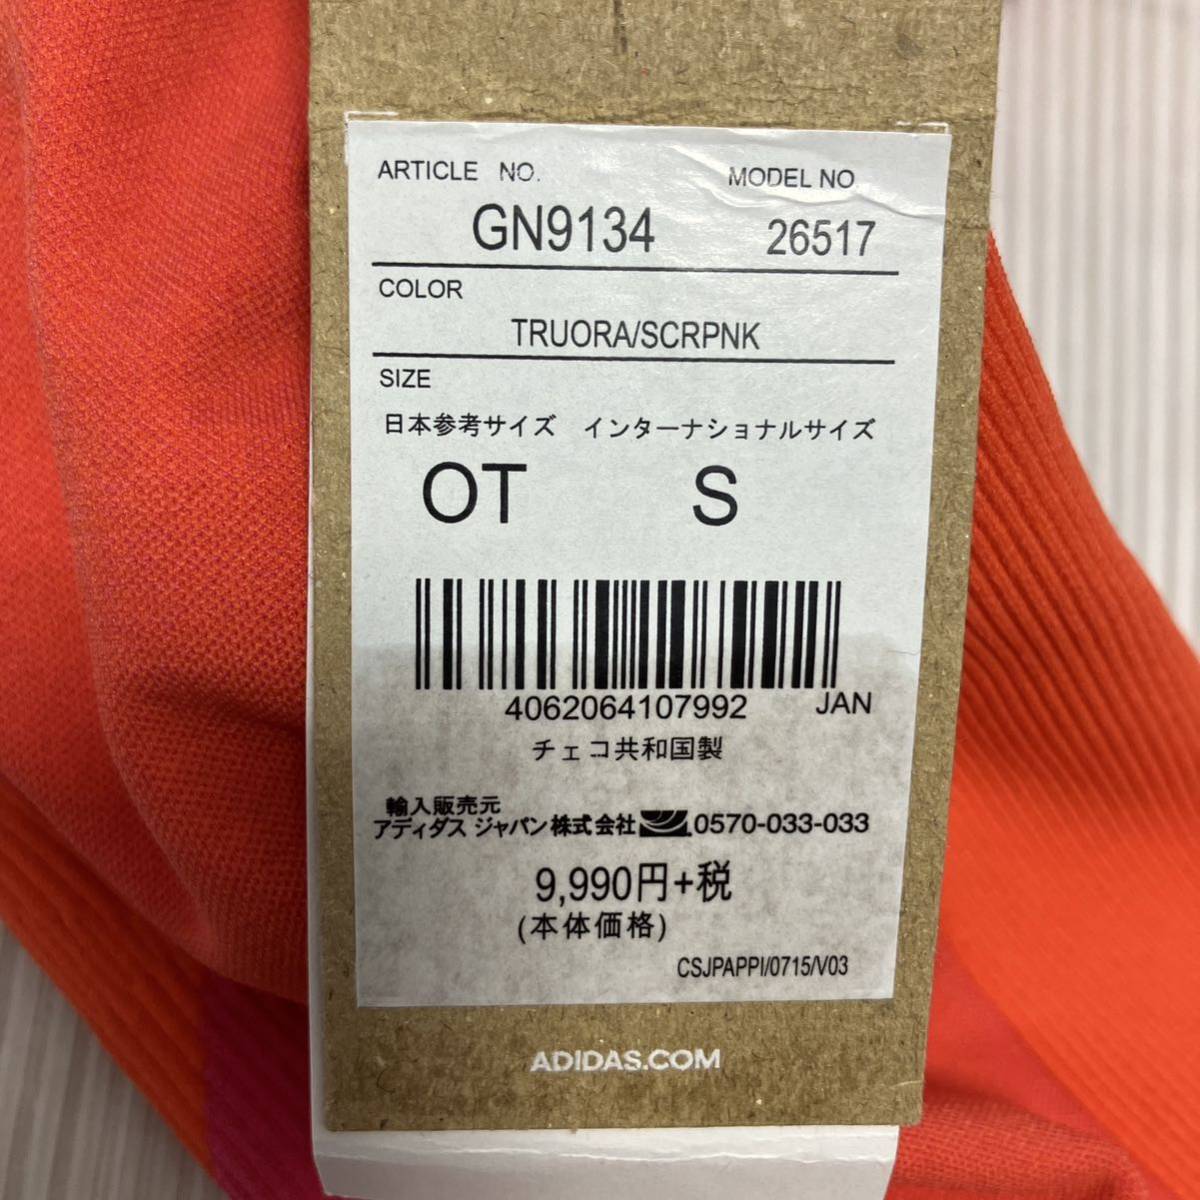 ARTICLE NO. MODEL NO
GN9134 26517
COLOR
TRUORA/SCRPNK
SIZE
日本参考サイズ インターナショナルサイズ
OT S
4062064107992 JAN
チェコ共和国製
輸入販売元
アディダス ジャパン株式会社 0570-033-033
9,990円+税
(本体価格)
CSJPAPPI/0715/V03
ADIDAS.COM